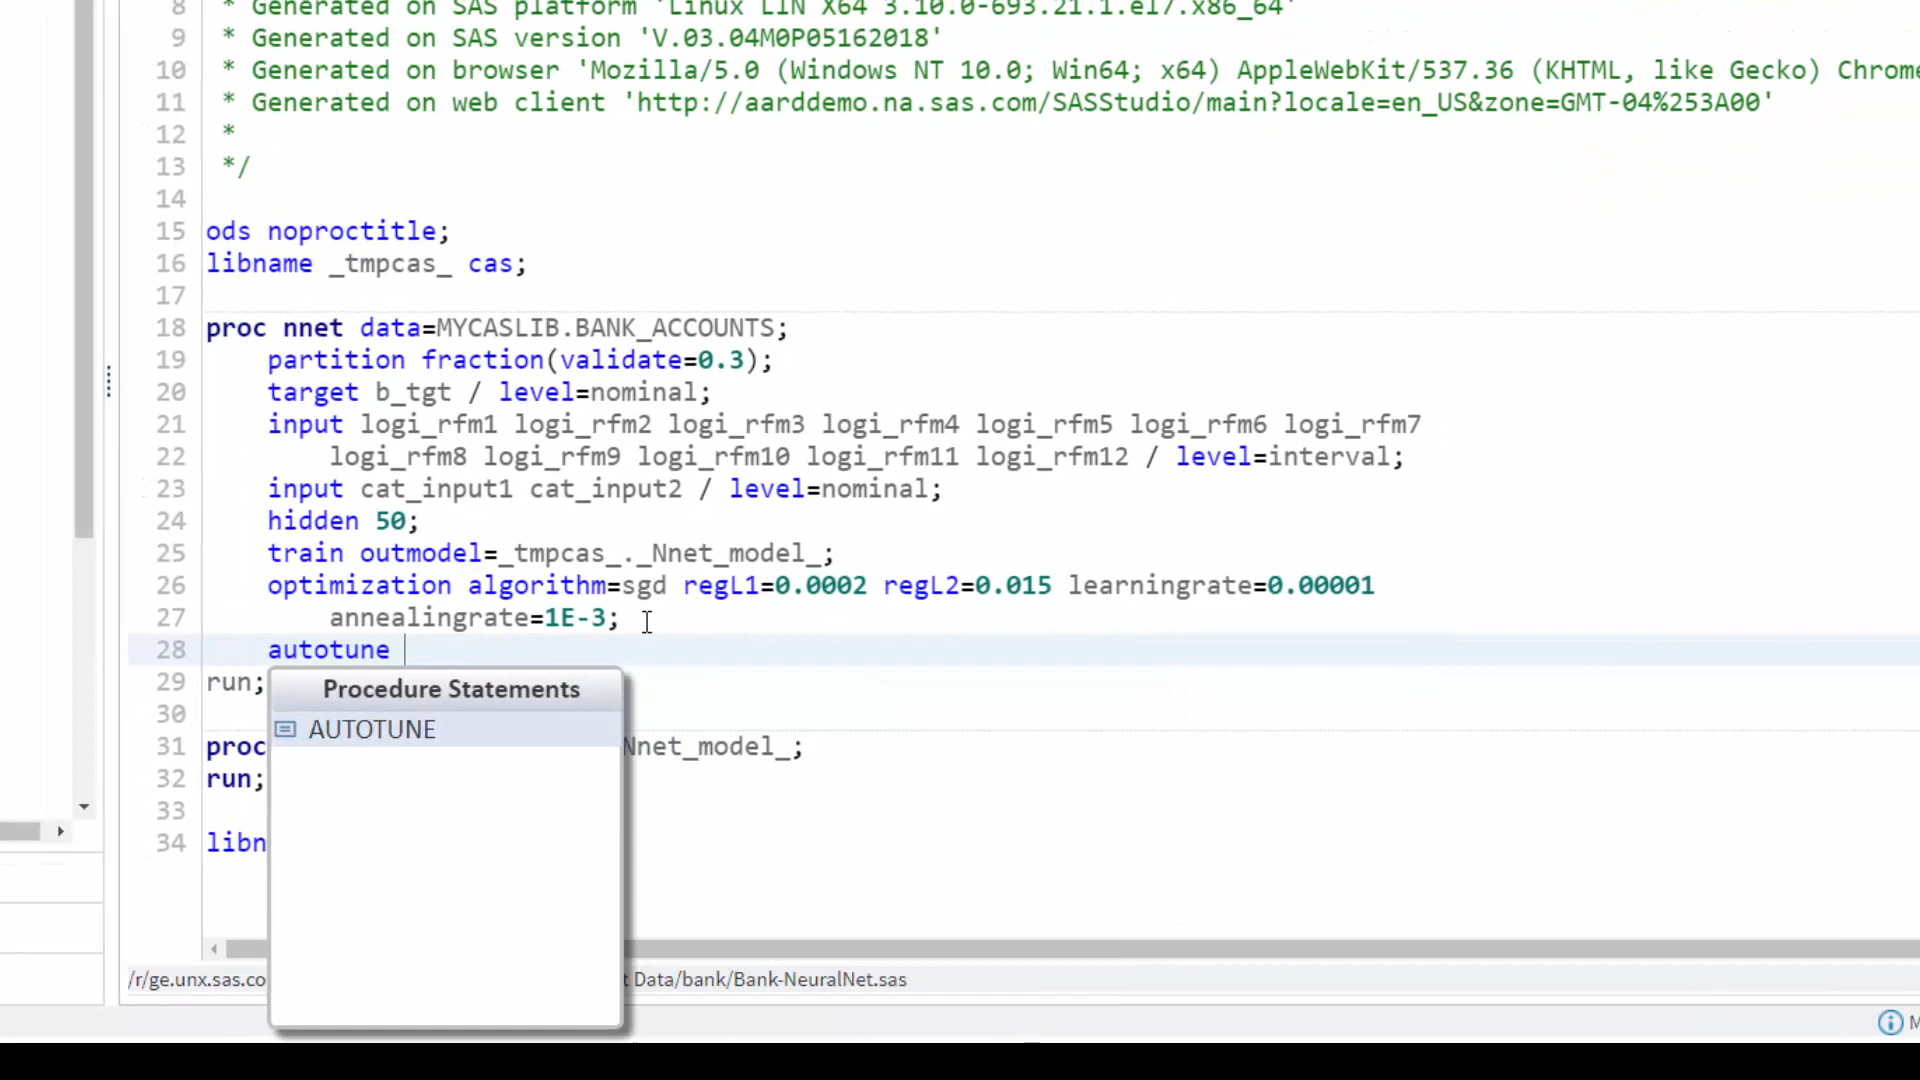 8 * Generated on SAS platform 'Linux LIN X64 3.10.0-693.21.1.el7.x86_64'
9 * Generated on SAS version 'V.03.04M0P05162018'
10 * Generated on browser 'Mozilla/5.0 (Windows NT 10.0; Win64; x64) AppleWebKit/537.36 (KHTML, like Gecko) Chrome
11 * Generated on web client 'http://aarddemo.na.sas.com/SASStudio/main?locale=en_US&zone=GMT-04%253A00'
12 *
13 */
14
15 ods noproctitle;
16 libname _tmpcas_ cas;
17
18 proc nnet data=MYCASLIB.BANK_ACCOUNTS;
19 partition fraction(validate=0.3);
20 target b_tgt / level=nominal;
21 input logi_rfm1 logi_rfm2 logi_rfm3 logi_rfm4 logi_rfm5 logi_rfm6 logi_rfm7
22 logi_rfm8 logi_rfm9 logi_rfm10 logi_rfm11 logi_rfm12 / level=interval;
23 input cat_input1 cat_input2 / level=nominal;
24 hidden 50;
25 train outmodel=_tmpcas_._Nnet_model_;
26 optimization algorithm=sgd regL1=0.0002 regL2=0.015 learningrate=0.00001
27 annealingrate=1E-3;
28 autotune
29 run;
Procedure Statements
AUTOTUNE
30
31 proc Nnet_model_;
32 run;
33
34 libn
/r/ge.unx.sas.co t Data/bank/Bank-NeuralNet.sas
M